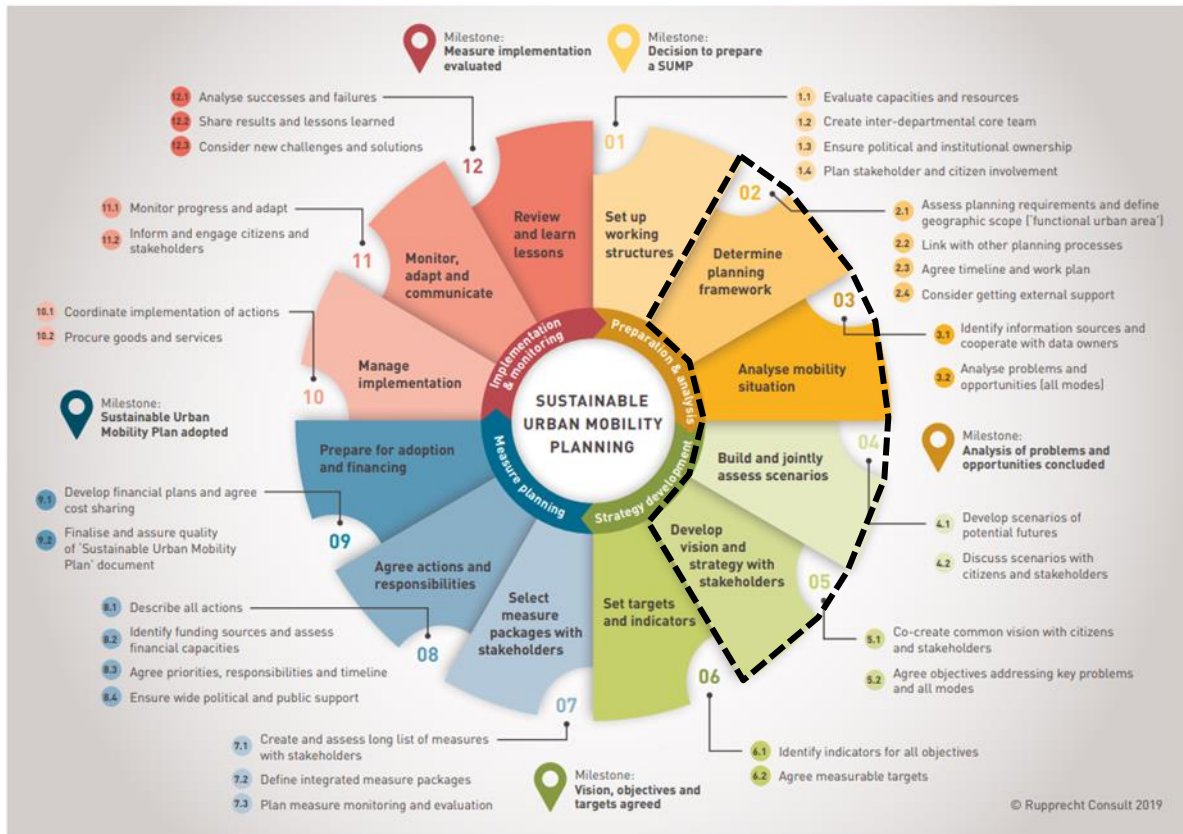 Milestone:
Measure implementation
evaluated
Milestone:
Decision to prepare
a SUMP
12.1 Analyse successes and failures
12.2 Share results and lessons learned
12.3 Consider new challenges and solutions
1.1 Evaluate capacities and resources
1.2 Create inter-departmental core team
1.3 Ensure political and institutional ownership
1.4 Plan stakeholder and citizen involvement
11.1 Monitor progress and adapt
11.2 Inform and engage citizens and
stakeholders
2.1 Assess planning requirements and define
geographic scope ('functional urban area')
2.2 Link with other planning processes
2.3 Agree timeline and work plan
2.4 Consider getting external support
10.1 Coordinate implementation of actions
10.2 Procure goods and services
3.1 Identify information sources and
cooperate with data owners
3.2 Analyse problems and
opportunities (all modes)
Milestone:
Sustainable Urban
Mobility Plan adopted
Milestone:
Analysis of problems and
opportunities concluded
01
Set up
working
structures
02
Determine
planning
framework
03
Analyse mobility
situation
04
Build and jointly
assess scenarios
05
Develop
vision and
strategy with
stakeholders
06
Set targets
and indicators
07
Select
measure
packages with
stakeholders
08
Agree actions and
responsibilities
09
Prepare for adoption
and financing
10
Manage
implementation
11
Monitor,
adapt and
communicate
12
Review
and learn
lessons
Preparation & analysis
Strategy development
Measure planning
Implementation
& monitoring
SUSTAINABLE
URBAN MOBILITY
PLANNING
9.1 Develop financial plans and agree
cost sharing
9.2 Finalise and assure quality
of 'Sustainable Urban Mobility
Plan' document
4.1 Develop scenarios of
potential futures
4.2 Discuss scenarios with
citizens and stakeholders
8.1 Describe all actions
8.2 Identify funding sources and assess
financial capacities
8.3 Agree priorities, responsibilities and timeline
8.4 Ensure wide political and public support
5.1 Co-create common vision with citizens
and stakeholders
5.2 Agree objectives addressing key problems
and all modes
7.1 Create and assess long list of measures
with stakeholders
7.2 Define integrated measure packages
7.3 Plan measure monitoring and evaluation
6.1 Identify indicators for all objectives
6.2 Agree measurable targets
Milestone:
Vision, objectives and
targets agreed
© Rupprecht Consult 2019